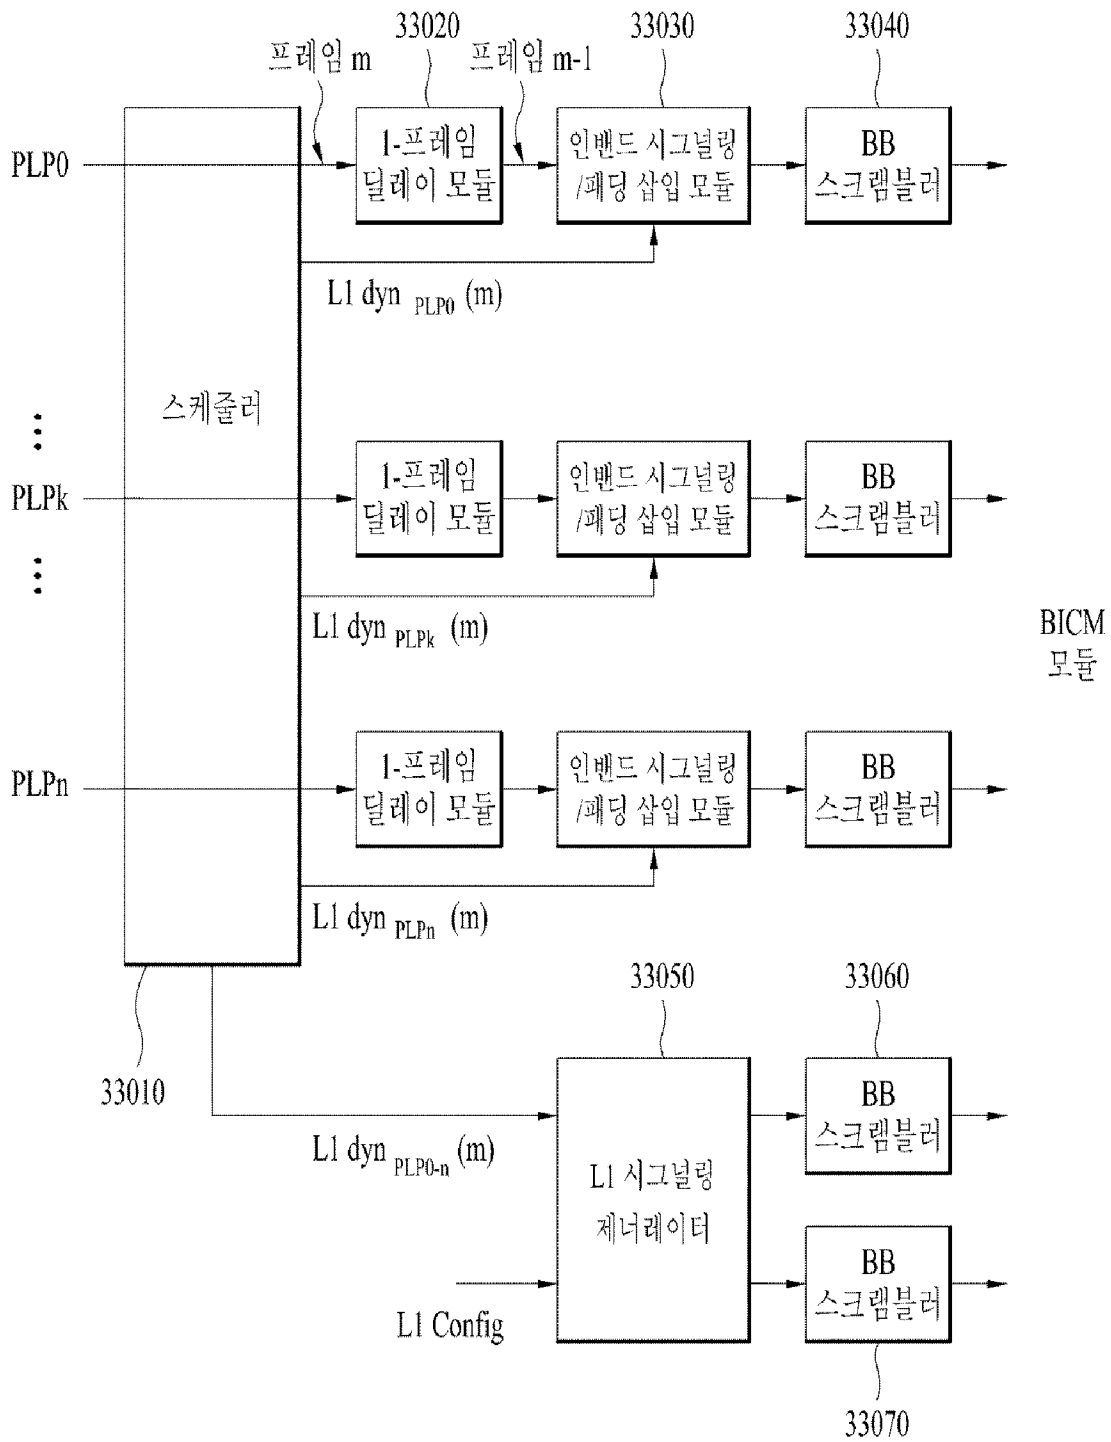 33020
33030
33040
프레임 m
프레임 m-1
PLP0
1-프레임
딜레이 모듈
인밴드 시그널링
/패딩 삽입 모듈
BB
스크램블러
L1 dyn PLP0 (m)
스케줄러
⋮
PLPk
1-프레임
딜레이 모듈
인밴드 시그널링
/패딩 삽입 모듈
BB
스크램블러
⋮
L1 dyn PLPk (m)
BICM
모듈
PLPn
1-프레임
딜레이 모듈
인밴드 시그널링
/패딩 삽입 모듈
BB
스크램블러
L1 dyn PLPn (m)
33010
33050
33060
L1 dyn PLP0-n (m)
L1 시그널링
제너레이터
BB
스크램블러
L1 Config
BB
스크램블러
33070